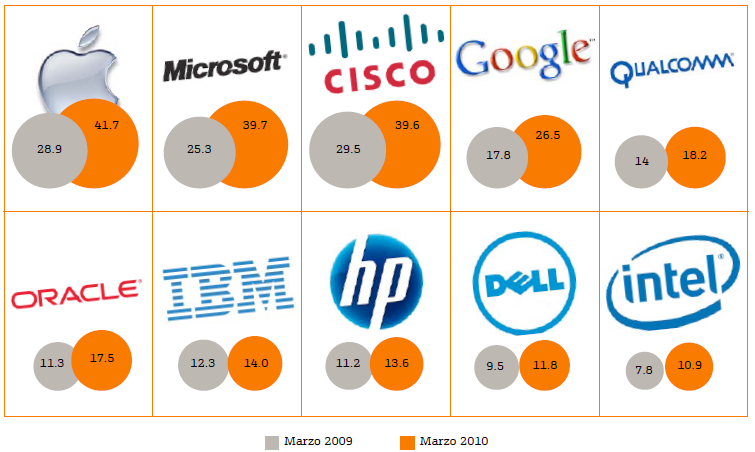 Microsoft
CISCO
Google™
QUALCOMM
28.9
41.7
25.3
39.7
29.5
39.6
17.8
26.5
14
18.2
ORACLE®
IBM
hp
DELL
intel®
11.3
17.5
12.3
14.0
11.2
13.6
9.5
11.8
7.8
10.9
Marzo 2009
Marzo 2010